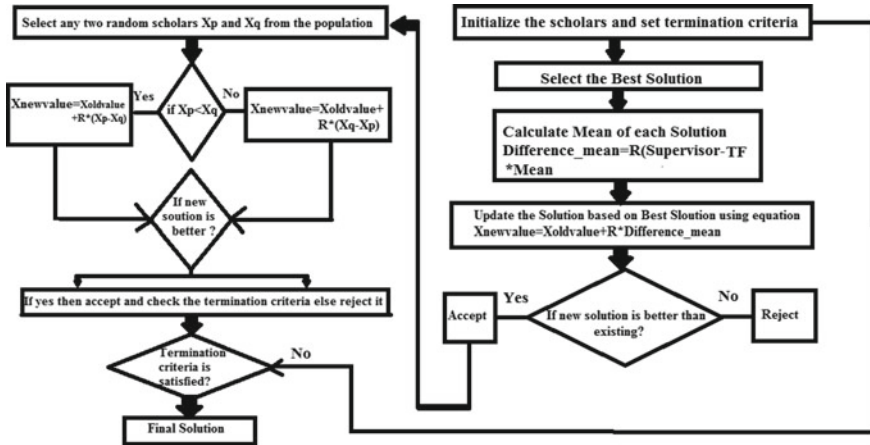 Select any two random scholars Xp and Xq from the population
Yes
if Xp<Xq
No
Xnewvalue=Xoldvalue
+R*(Xp-Xq)
Xnewvalue=Xoldvalue+
R*(Xq-Xp)
If new
soution is
better ?
If yes then accept and check the termination criteria else reject it
Termination
criteria is
satisfied?
No
Final Solution
Initialize the scholars and set termination criteria
Select the Best Solution
Calculate Mean of each Solution
Difference_mean=R(Supervisor-TF
*Mean
Update the Solution based on Best Sloution using equation
Xnewvalue=Xoldvalue+R*Difference_mean
Accept
Yes
If new solution is better than
existing?
No
Reject